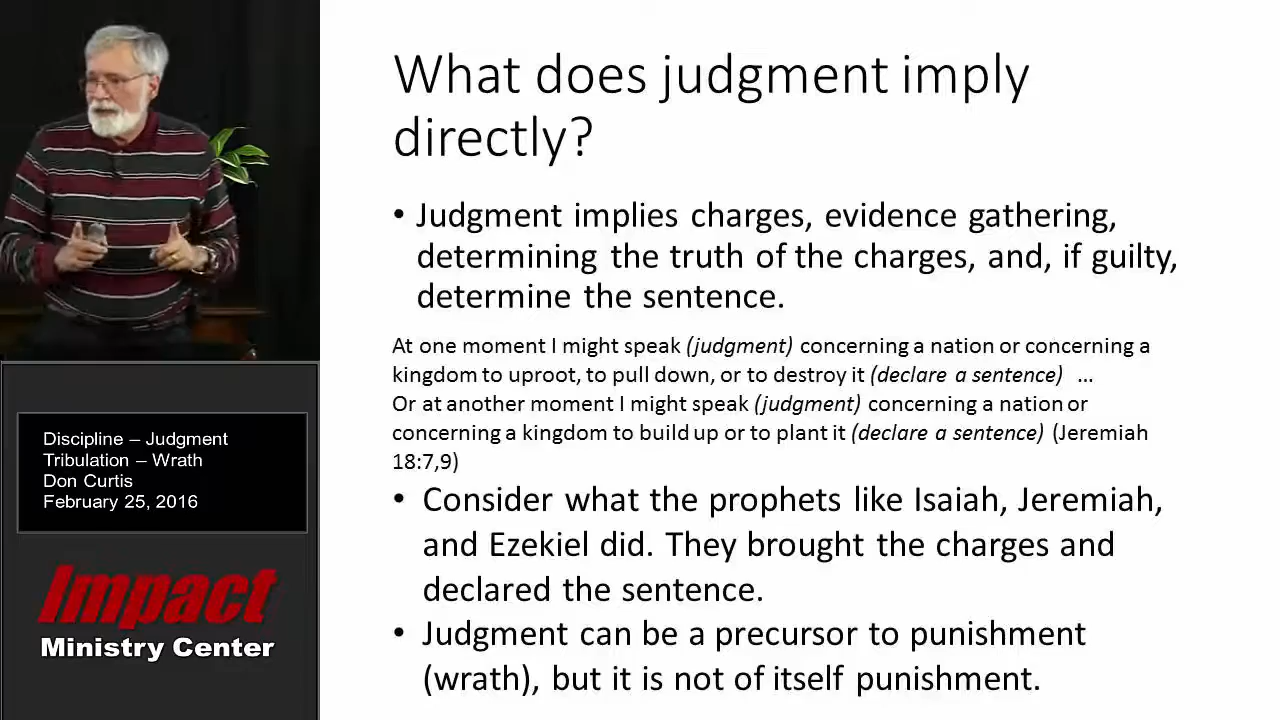 What does judgment imply
directly?
• Judgment implies charges, evidence gathering,
determining the truth of the charges, and, if guilty,
determine the sentence.
At one moment I might speak (judgment) concerning a nation or concerning a
kingdom to uproot, to pull down, or to destroy it (declare a sentence) ...
Or at another moment I might speak (judgment) concerning a nation or
concerning a kingdom to build up or to plant it (declare a sentence) (Jeremiah
18:7,9)
• Consider what the prophets like Isaiah, Jeremiah,
and Ezekiel did. They brought the charges and
declared the sentence.
• Judgment can be a precursor to punishment
(wrath), but it is not of itself punishment.
Discipline – Judgment
Tribulation – Wrath
Don Curtis
February 25, 2016
Impact
Ministry Center